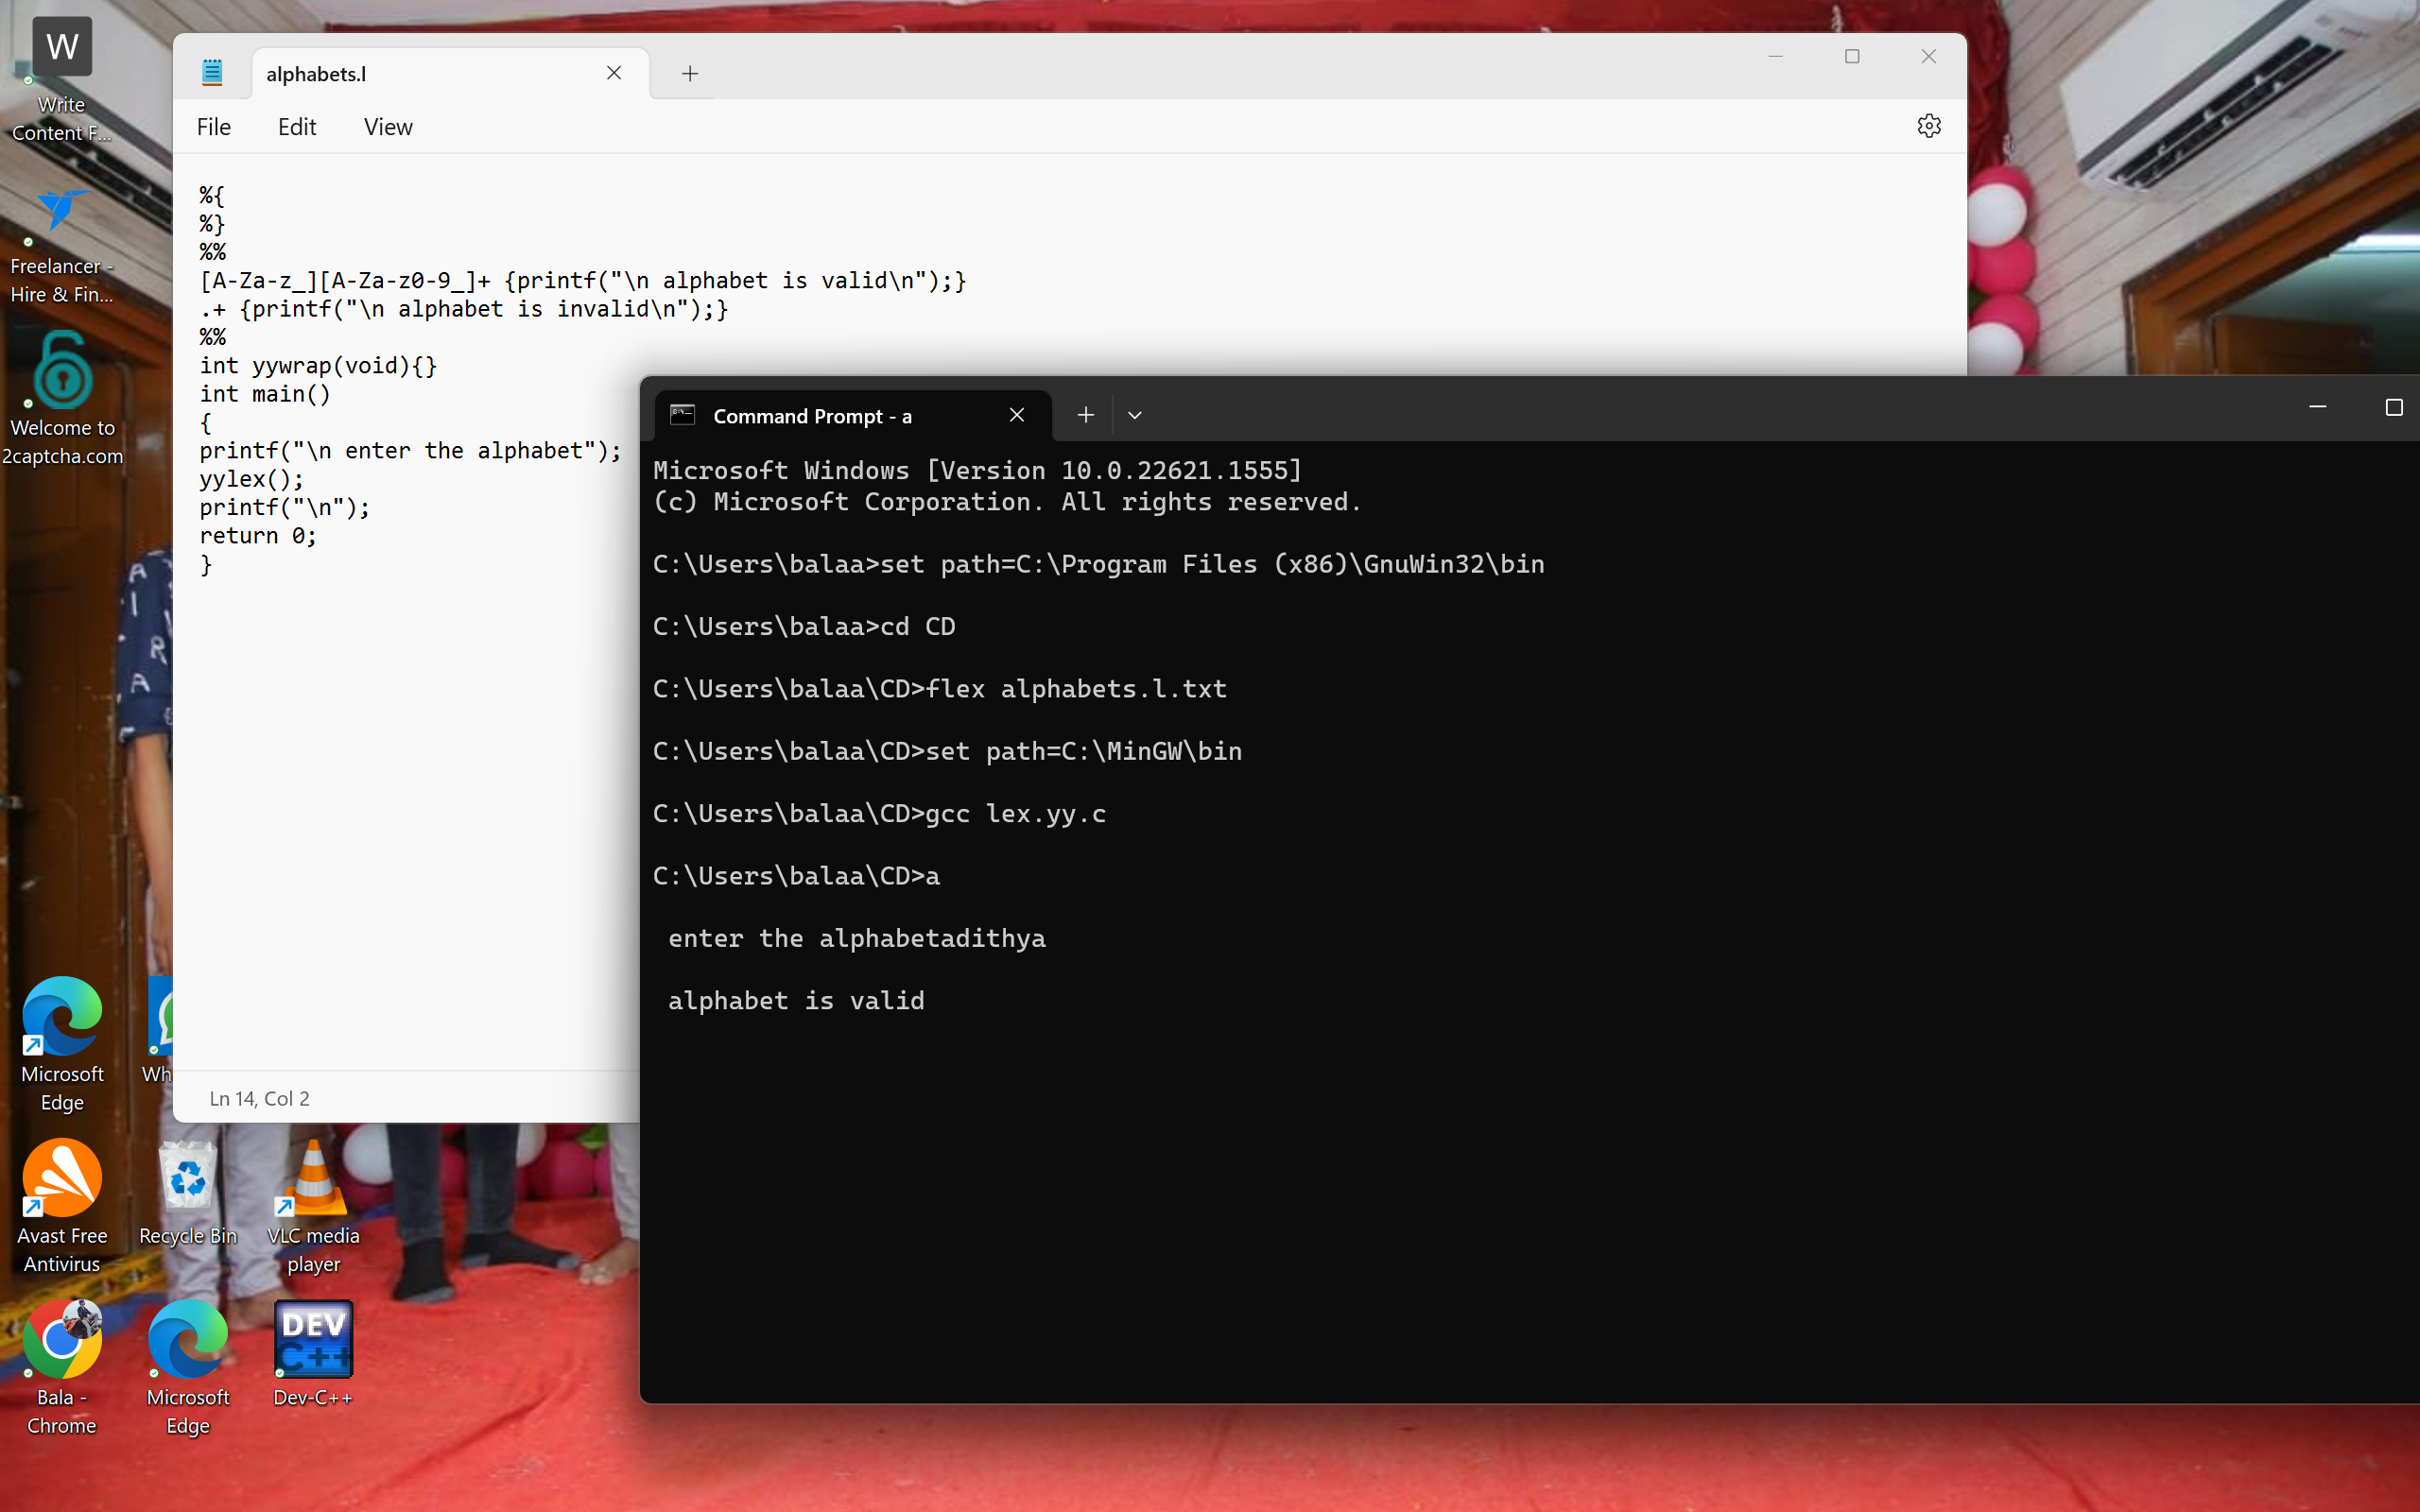 W
Write
Content F...
Freelancer -
Hire & Fin...
Welcome to
2captcha.com
alphabets.l
File Edit View
%{
%}
%%
[A-Za-z_][A-Za-z0-9_]+ {printf("\n alphabet is valid\n");}
.+ {printf("\n alphabet is invalid\n");}
%%
int yywrap(void){}
int main()
{
printf("\n enter the alphabet");
yylex();
printf("\n");
return 0;
}
Ln 14, Col 2
Command Prompt - a
Microsoft Windows [Version 10.0.22621.1555]
(c) Microsoft Corporation. All rights reserved.
C:\Users\balaa>set path=C:\Program Files (x86)\GnuWin32\bin
C:\Users\balaa>cd CD
C:\Users\balaa\CD>flex alphabets.l.txt
C:\Users\balaa\CD>set path=C:\MinGW\bin
C:\Users\balaa\CD>gcc lex.yy.c
C:\Users\balaa\CD>a
enter the alphabetadithya
alphabet is valid
Microsoft
Edge
Wh
Avast Free
Antivirus
Recycle Bin
VLC media
player
Bala -
Chrome
Microsoft
Edge
DEV
C++
Dev-C++